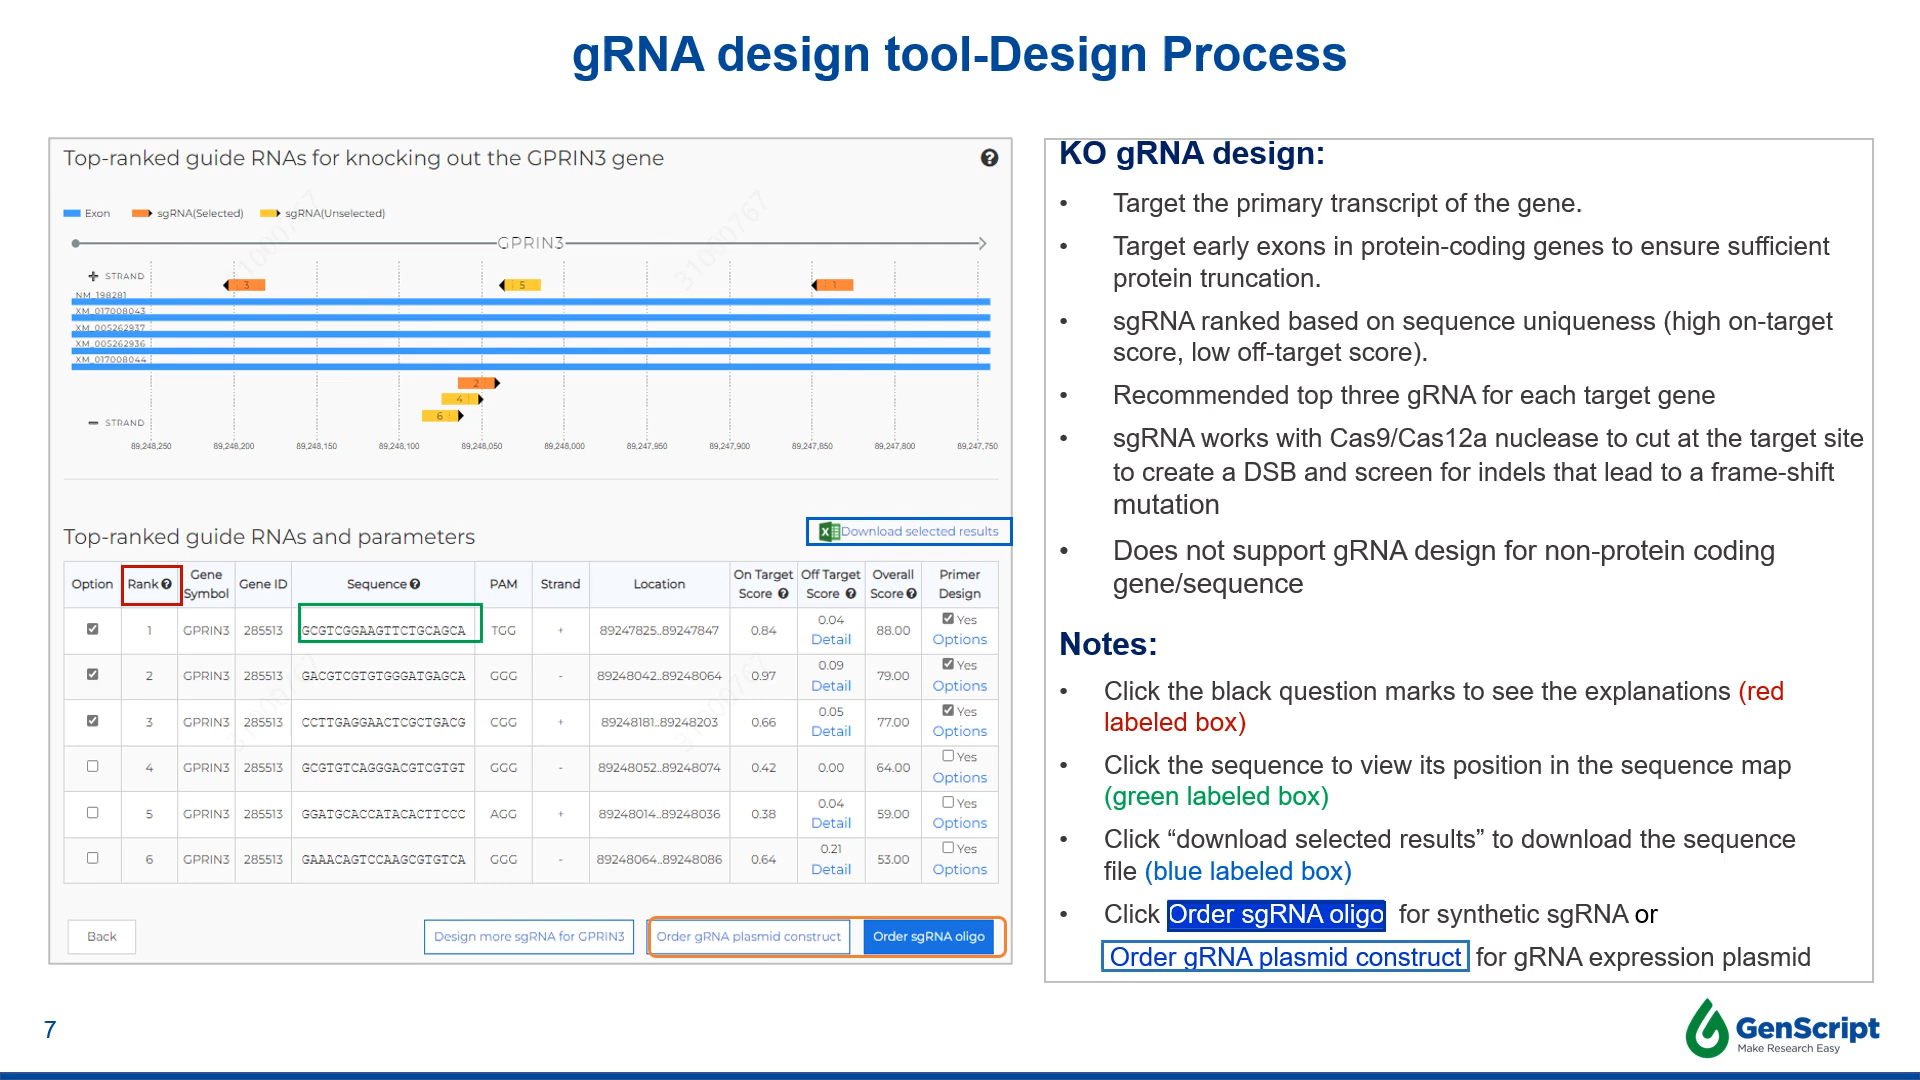 gRNA design tool-Design Process
Top-ranked guide RNAs for knocking out the GPRIN3 gene
Exon sgRNA(Selected) sgRNA(Unselected)
GPRIN3
STRAND
3 5 1
NM_198281
XM_017008043
XM_005262937
XM_005262936
XM_017008044
2
4
6
STRAND
89,248,250 89,248,200 89,248,150 89,248,100 89,248,050 89,248,000 89,247,950 89,247,900 89,247,850 89,247,800 89,247,750
Top-ranked guide RNAs and parameters
Download selected results
Option Rank Gene Symbol Gene ID Sequence PAM Strand Location On Target Score Off Target Score Overall Score Primer Design
1 GPRIN3 285513 GCGTCGGAAGTTCTGCAGCA TGG + 89247825..89247847 0.84 0.04 Detail 88.00 Yes Options
2 GPRIN3 285513 GACGTCGTGTGGGATGAGCA GGG - 89248042..89248064 0.97 0.09 Detail 79.00 Yes Options
3 GPRIN3 285513 CCTTGAGGAACTCGCTGACG CGG + 89248181..89248203 0.66 0.05 Detail 77.00 Yes Options
4 GPRIN3 285513 GCGTGTCAGGGACGTCGTGT GGG - 89248052..89248074 0.42 0.00 64.00 Yes Options
5 GPRIN3 285513 GGATGCACCATACACTTCCC AGG + 89248014..89248036 0.38 0.04 Detail 59.00 Yes Options
6 GPRIN3 285513 GAAACAGTCCAAGCGTGTCA GGG - 89248064..89248086 0.64 0.21 Detail 53.00 Yes Options
Back
Design more sgRNA for GPRIN3
Order gRNA plasmid construct
Order sgRNA oligo
31000767
KO gRNA design:
• Target the primary transcript of the gene.
• Target early exons in protein-coding genes to ensure sufficient
protein truncation.
• sgRNA ranked based on sequence uniqueness (high on-target
score, low off-target score).
• Recommended top three gRNA for each target gene
• sgRNA works with Cas9/Cas12a nuclease to cut at the target site
to create a DSB and screen for indels that lead to a frame-shift
mutation
• Does not support gRNA design for non-protein coding
gene/sequence
Notes:
• Click the black question marks to see the explanations (red
labeled box)
• Click the sequence to view its position in the sequence map
(green labeled box)
• Click “download selected results” to download the sequence
file (blue labeled box)
• Click Order sgRNA oligo for synthetic sgRNA or
Order gRNA plasmid construct for gRNA expression plasmid
7
GenScript
Make Research Easy